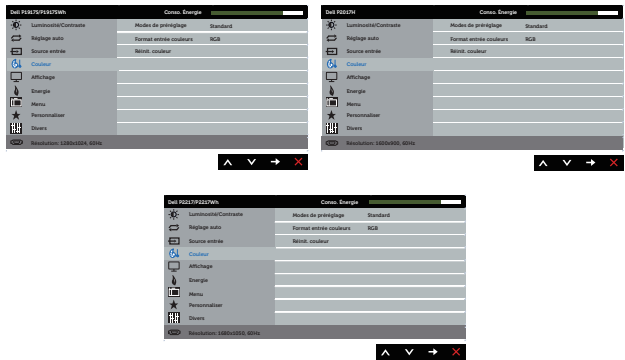 Dell P1917S/P1917SWh Conso. Énergie
Luminosité/Contraste Modes de préréglage Standard
Réglage auto Format entrée couleurs RGB
Source entrée Réinit. couleur
Couleur
Affichage
Energie
Menu
Personnaliser
Divers
Résolution: 1280x1024, 60Hz
Dell P2017H Conso. Énergie
Luminosité/Contraste Modes de préréglage Standard
Réglage auto Format entrée couleurs RGB
Source entrée Réinit. couleur
Couleur
Affichage
Energie
Menu
Personnaliser
Divers
Résolution: 1600x900, 60Hz
Dell P2217/P2217Wh Conso. Énergie
Luminosité/Contraste Modes de préréglage Standard
Réglage auto Format entrée couleurs RGB
Source entrée Réinit. couleur
Couleur
Affichage
Energie
Menu
Personnaliser
Divers
Résolution: 1680x1050, 60Hz